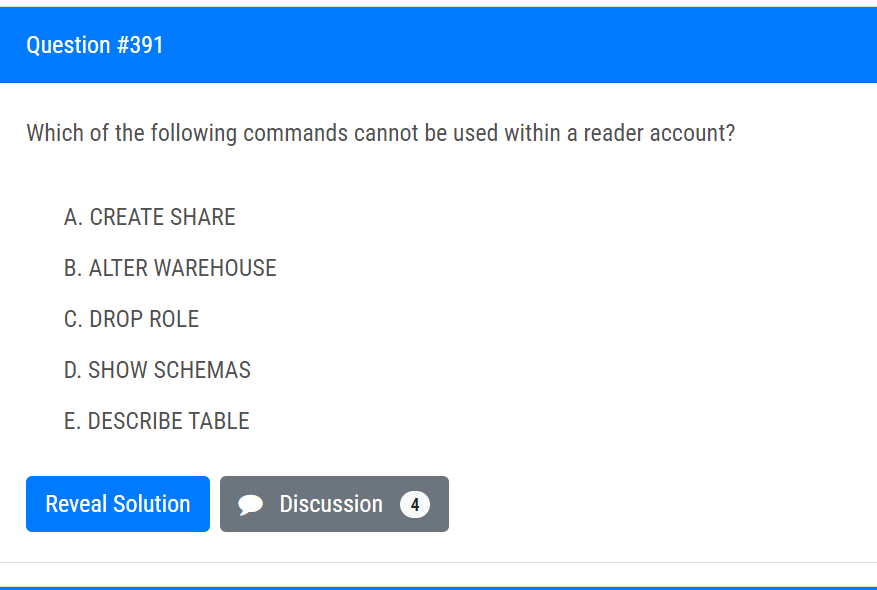 Question #391
Which of the following commands cannot be used within a reader account?
A. CREATE SHARE
B. ALTER WAREHOUSE
C. DROP ROLE
D. SHOW SCHEMAS
E. DESCRIBE TABLE
Reveal Solution Discussion 4